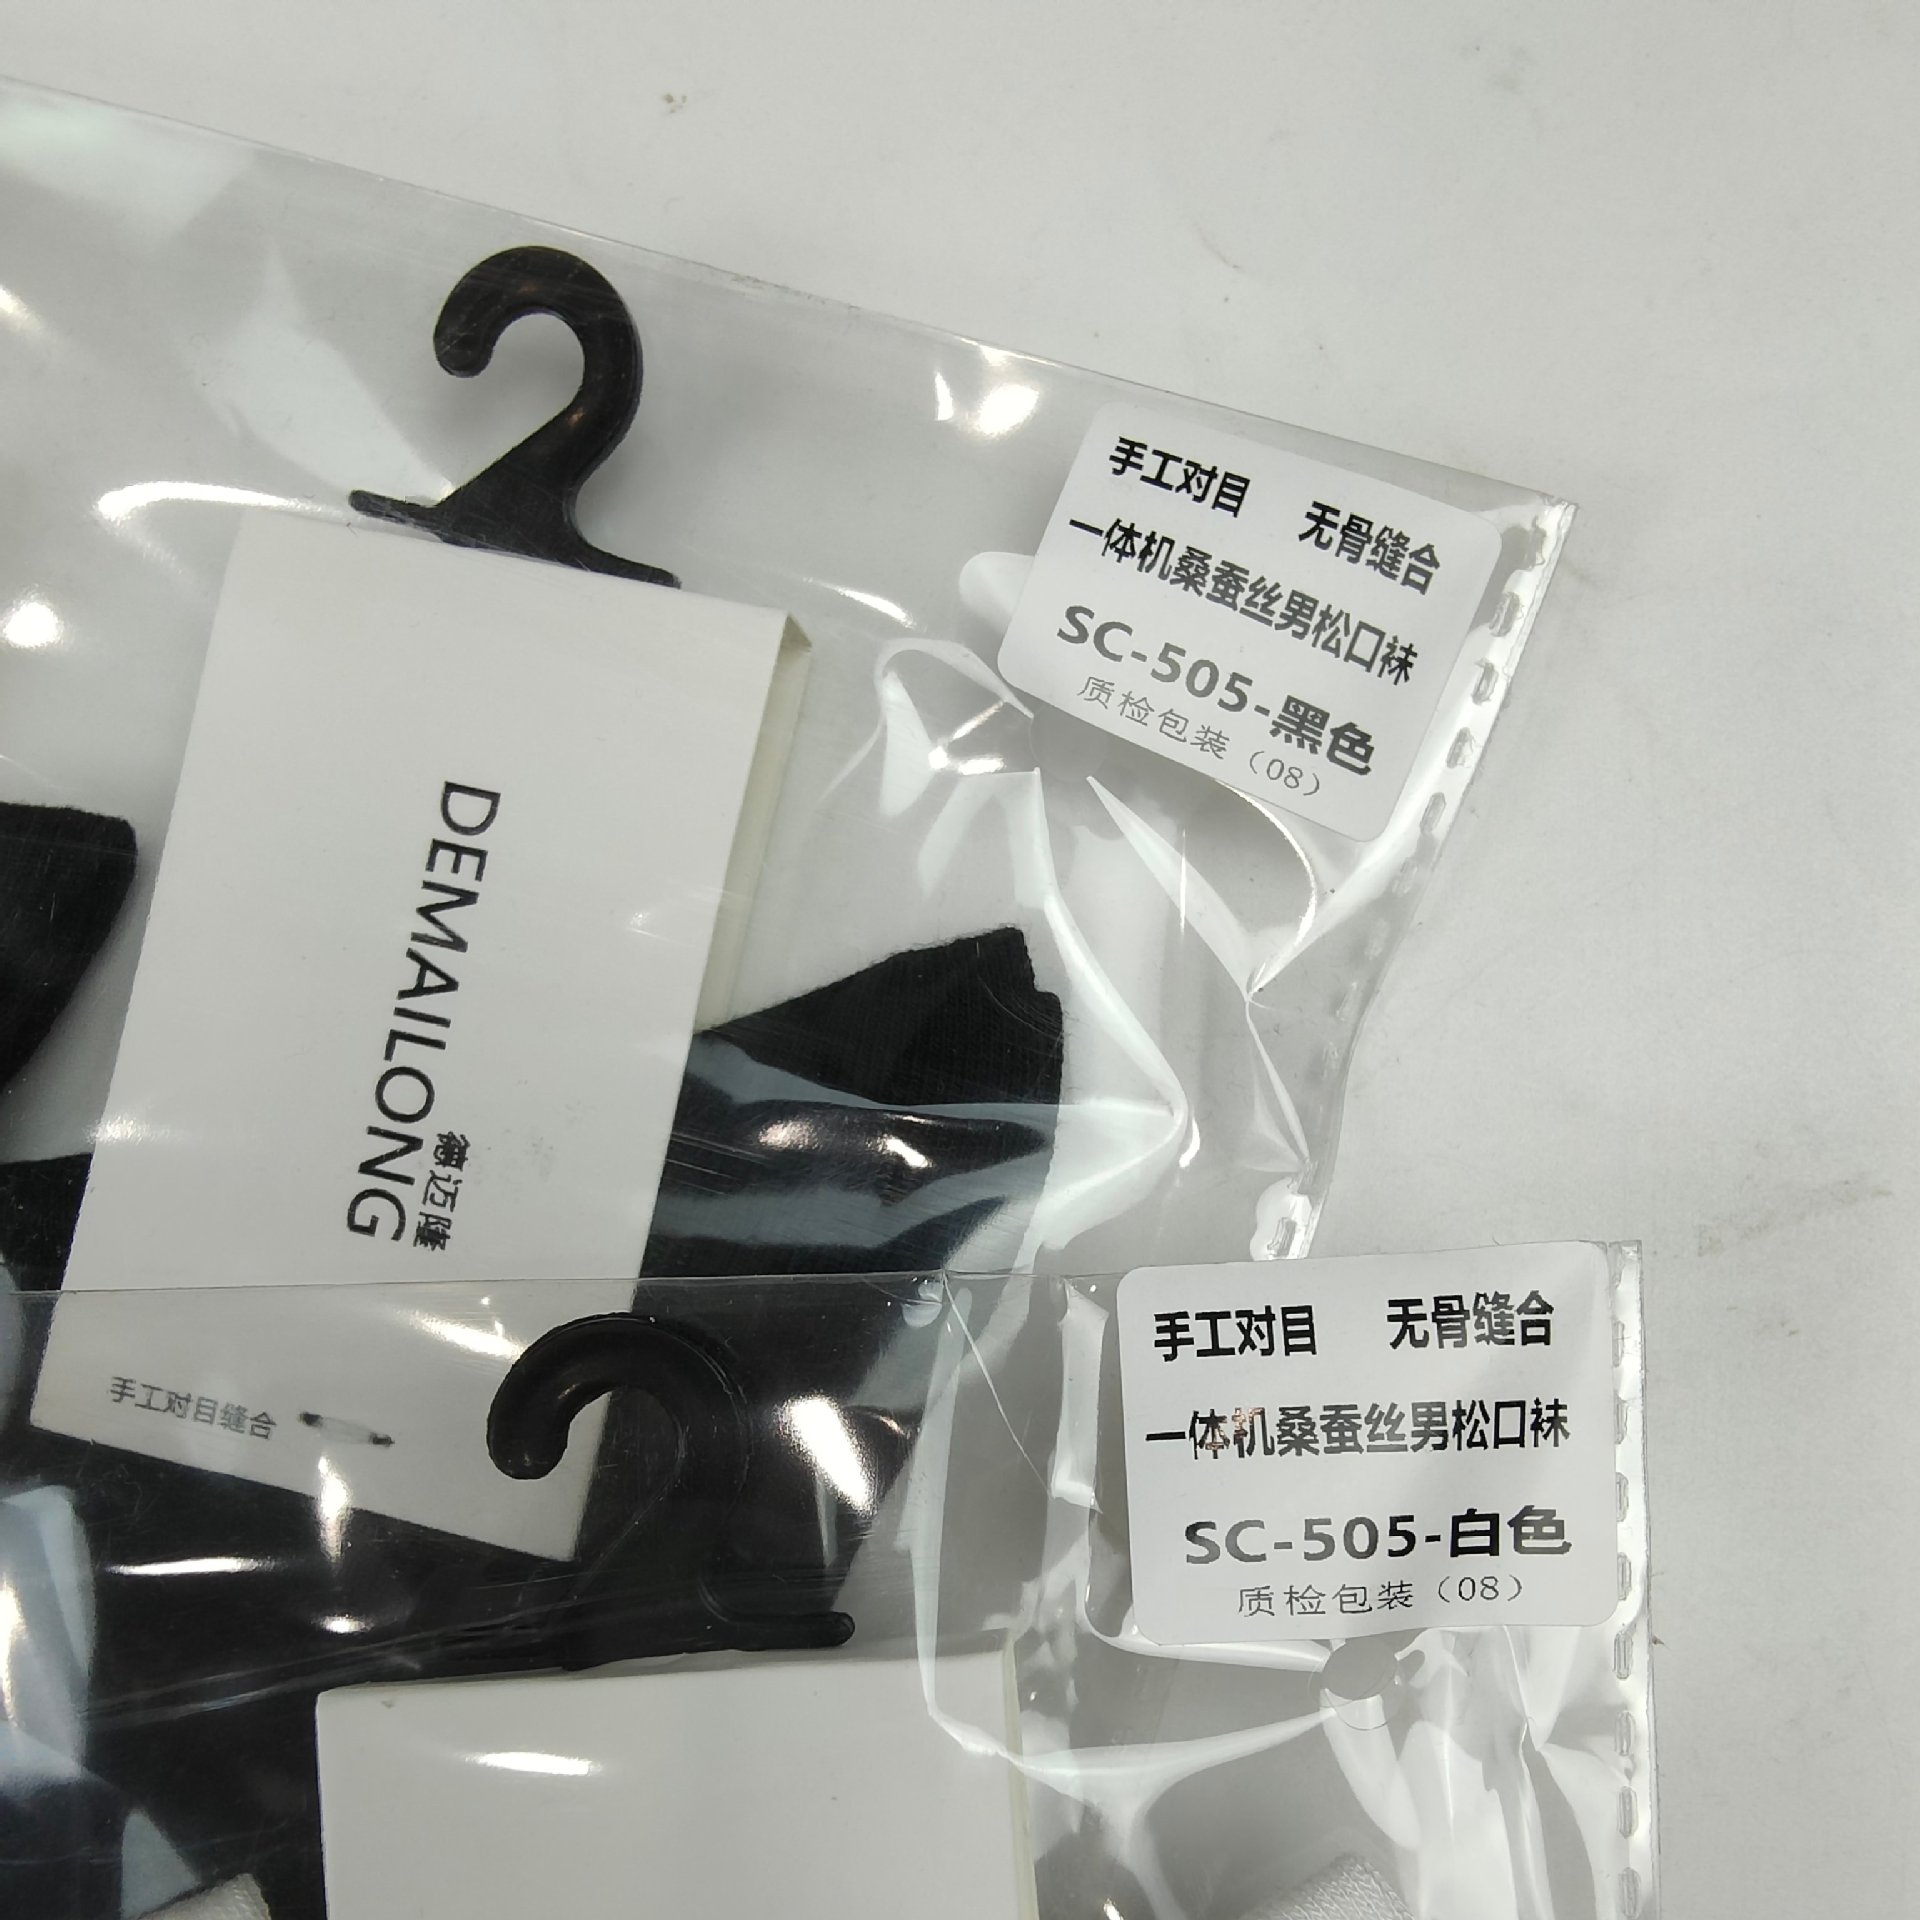 手工对目 无骨缝合
一体机桑蚕丝男松口袜
SC-505-黑色
质检包装（08）
DEMAILONG
德迈隆
手工对目缝合
手工对目 无骨缝合
一体机桑蚕丝男松口袜
SC-505-白色
质检包装（08）